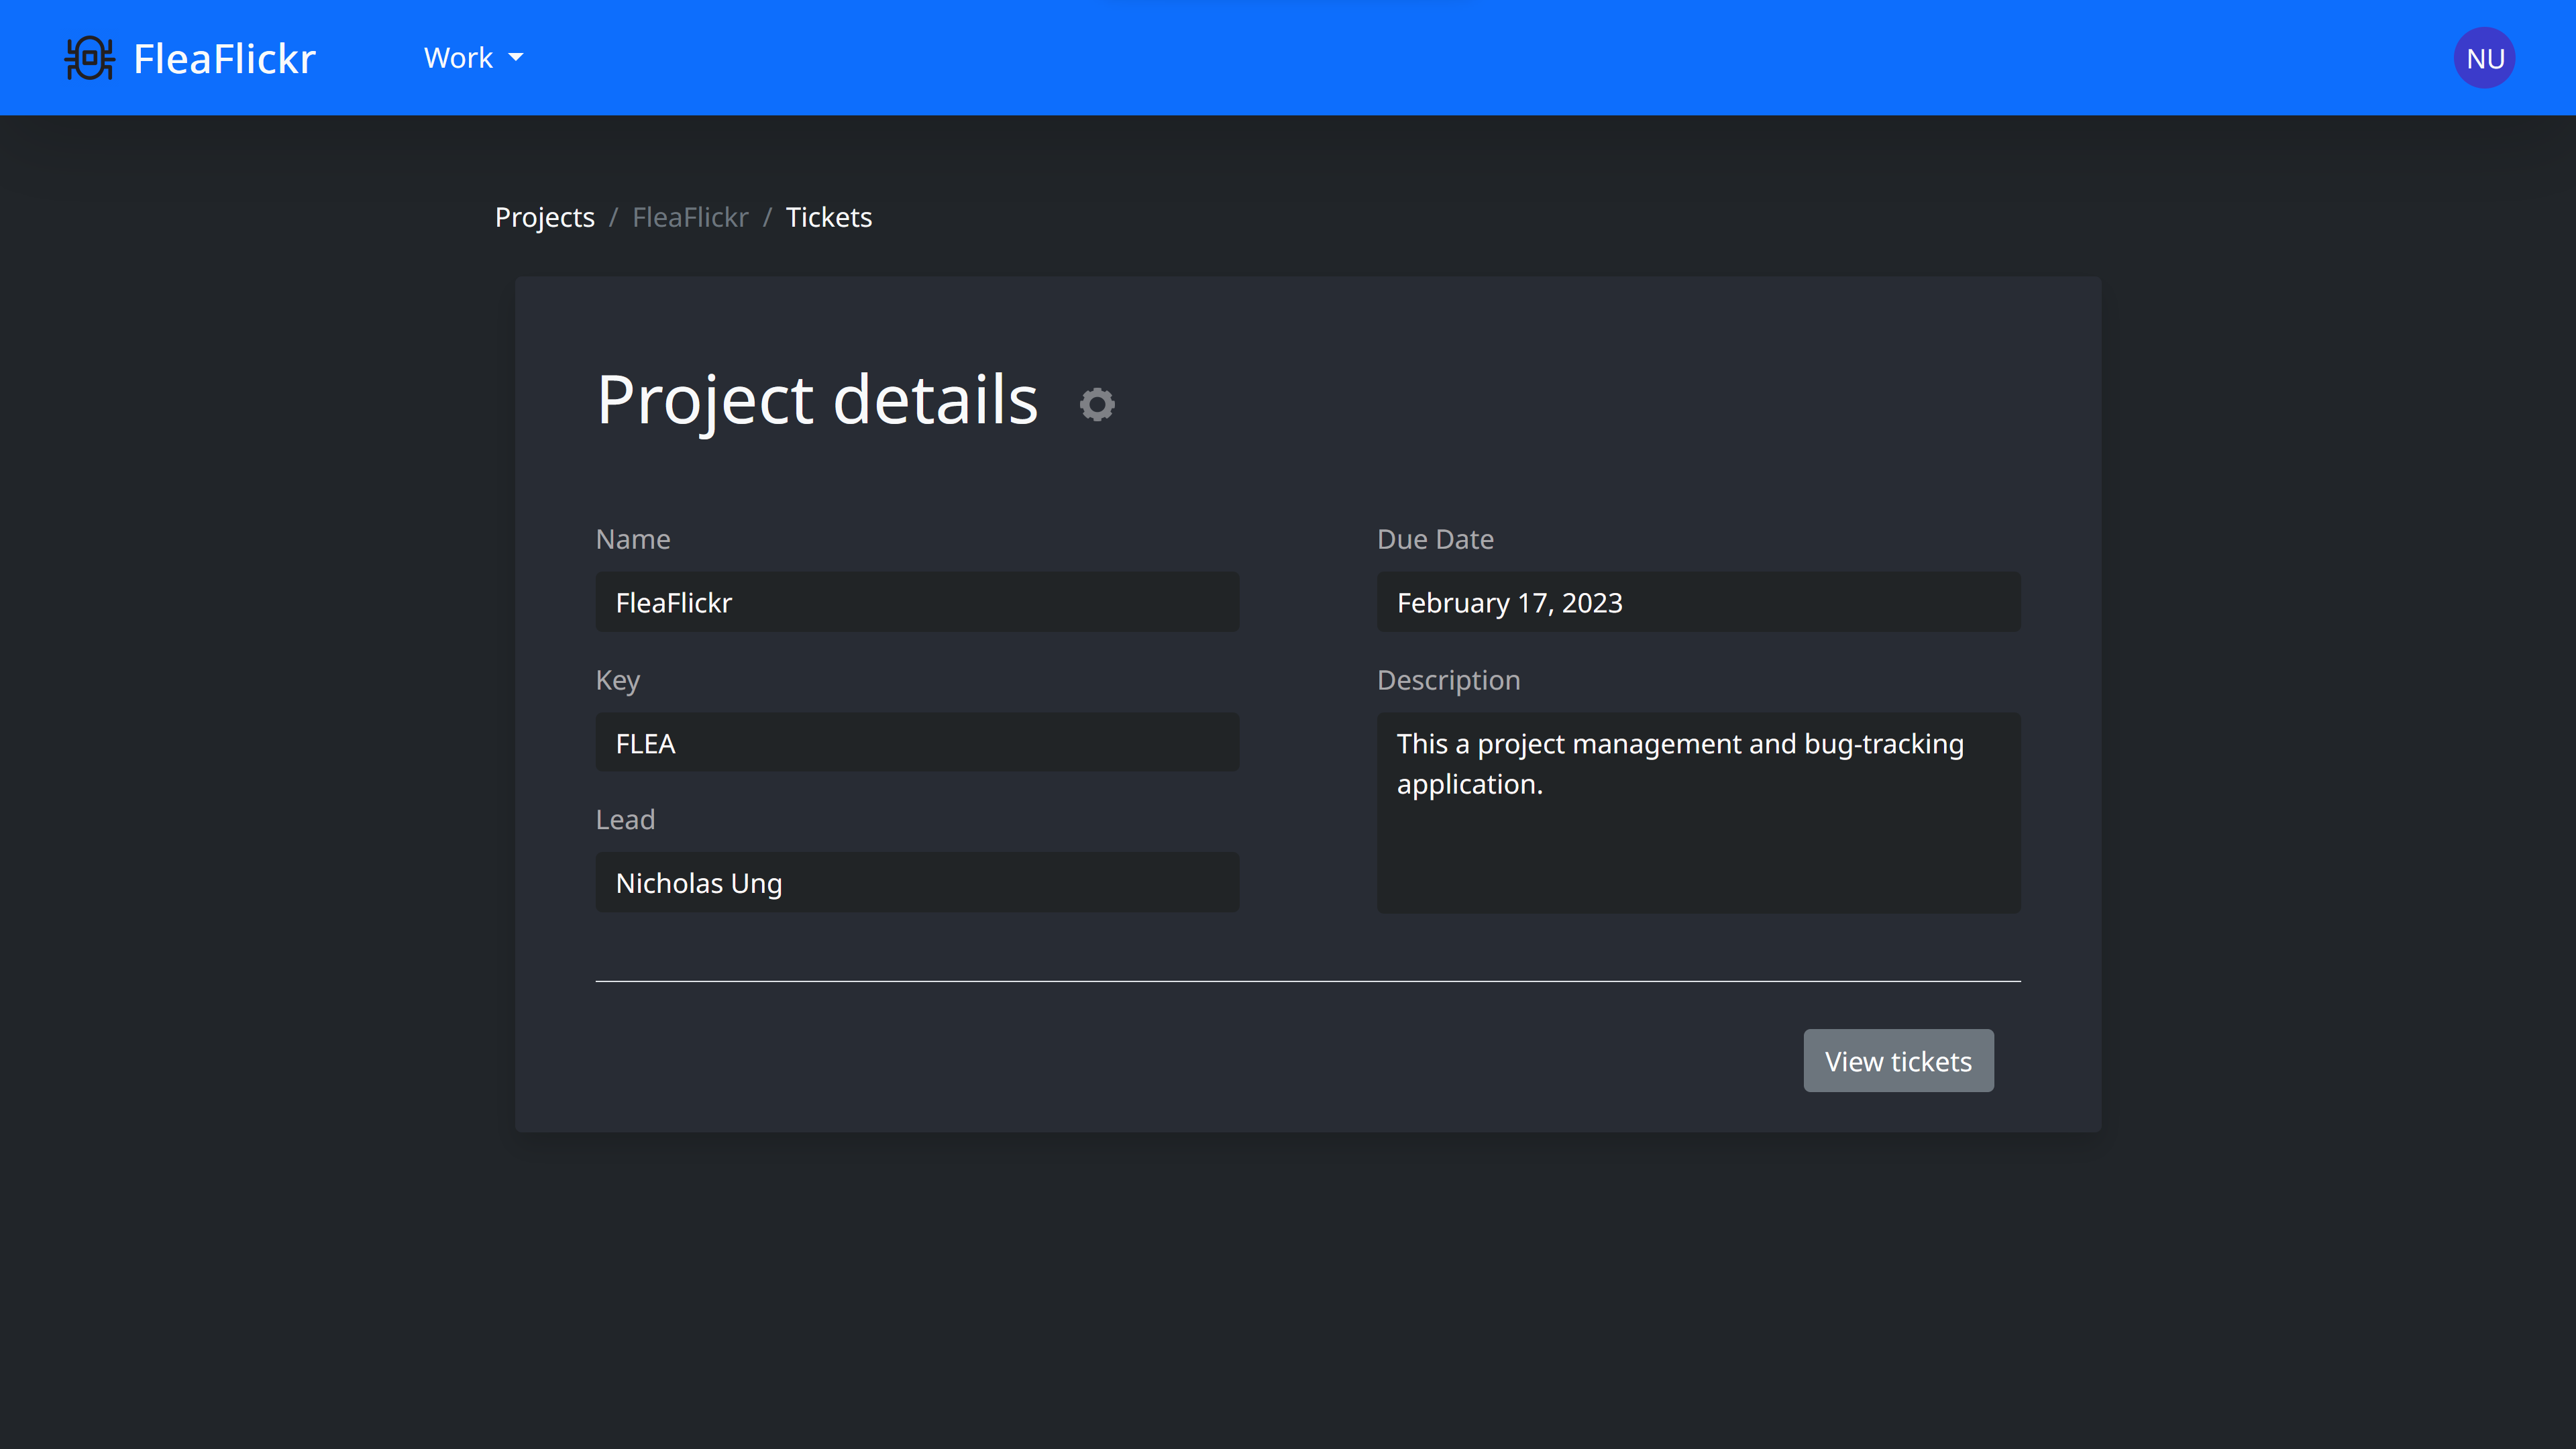 FleaFlickr
Work
NU
Projects / FleaFlickr / Tickets
Project details
Name
FleaFlickr
Key
FLEA
Lead
Nicholas Ung
Due Date
February 17, 2023
Description
This a project management and bug-tracking
application.
View tickets